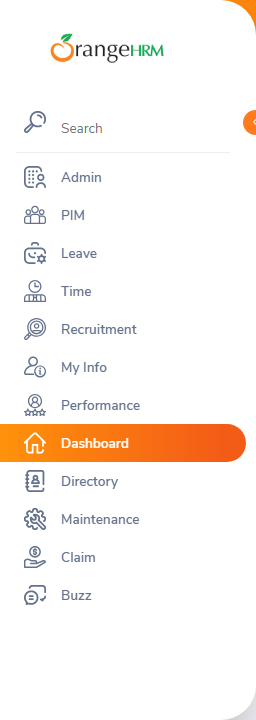 OrangeHRM
Search
Admin
PIM
Leave
Time
Recruitment
My Info
Performance
Dashboard
Directory
Maintenance
Claim
Buzz